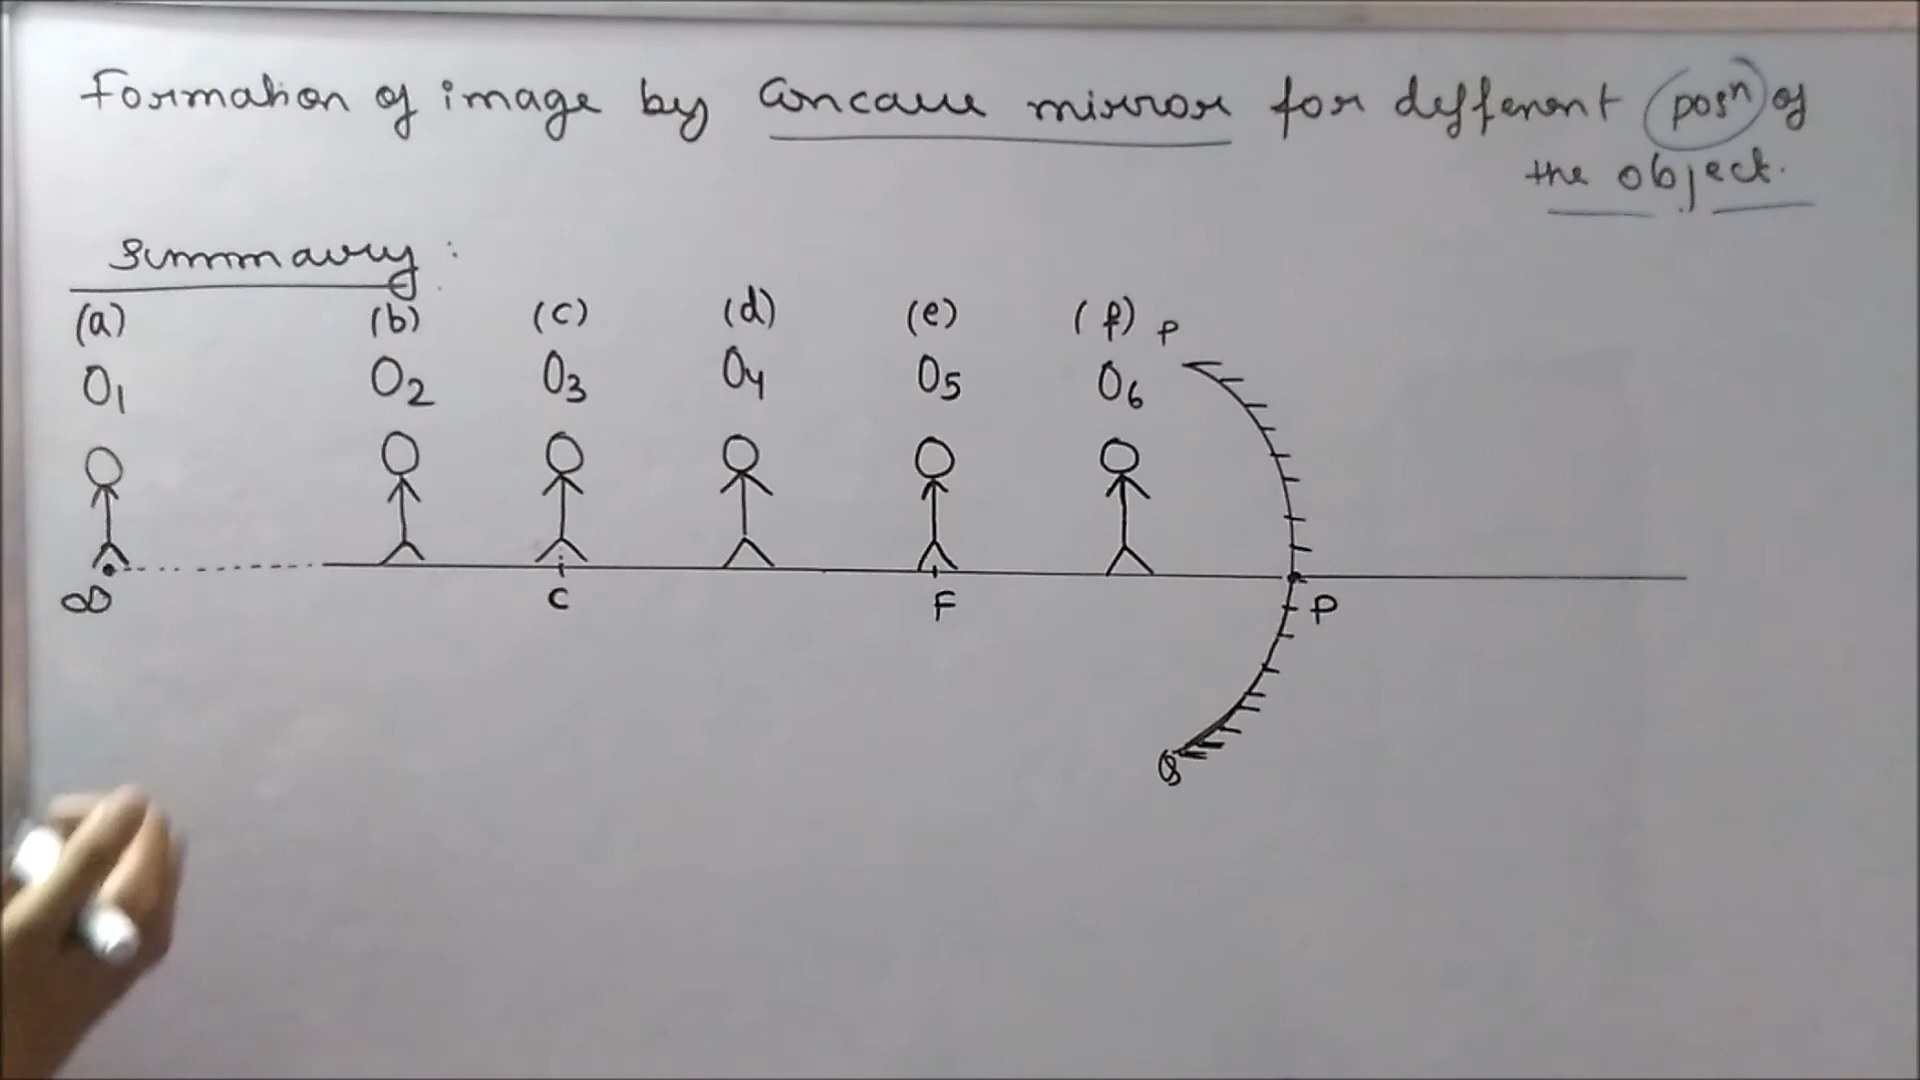 Formation of image by Concave mirror for different posⁿ of
the object.
Summary :
(a) (b) (c) (d) (e) (f) P
O1 O2 O3 O4 O5 O6
∞ C F P
Q